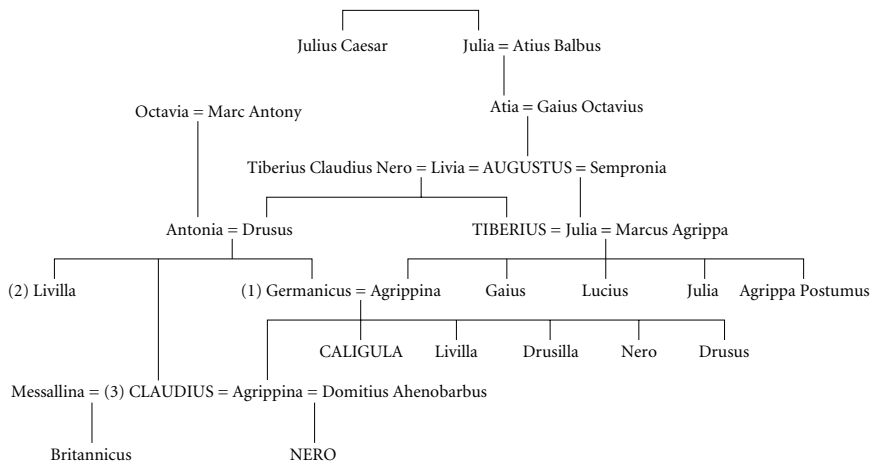 Julius Caesar Julia = Atius Balbus
Octavia = Marc Antony Atia = Gaius Octavius
Tiberius Claudius Nero = Livia = AUGUSTUS = Sempronia
Antonia = Drusus TIBERIUS = Julia = Marcus Agrippa
(2) Livilla (1) Germanicus = Agrippina Gaius Lucius Julia Agrippa Postumus
CALIGULA Livilla Drusilla Nero Drusus
Messallina = (3) CLAUDIUS = Agrippina = Domitius Ahenobarbus
Britannicus NERO